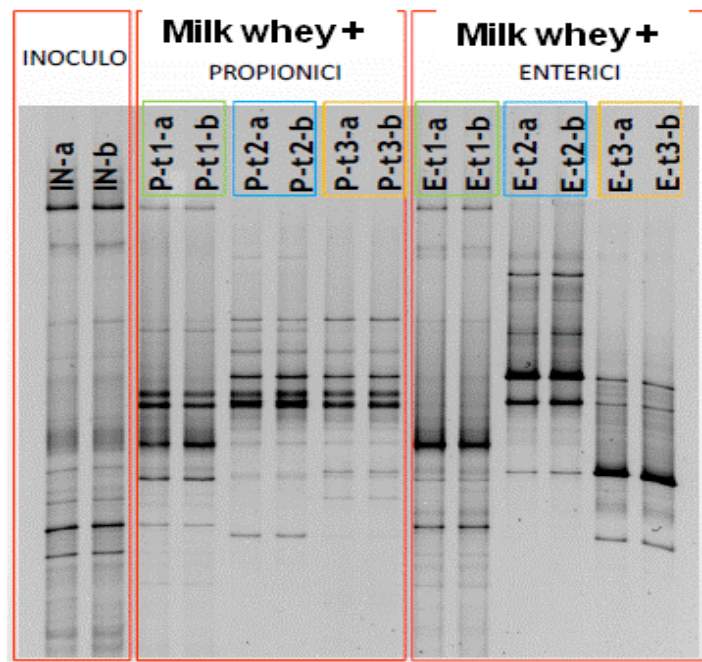 INOCULO
Milk whey +
PROPIONICI
Milk whey +
ENTERICI
IN-a
IN-b
P-t1-a
P-t1-b
P-t2-a
P-t2-b
P-t3-a
P-t3-b
E-t1-a
E-t1-b
E-t2-a
E-t2-b
E-t3-a
E-t3-b